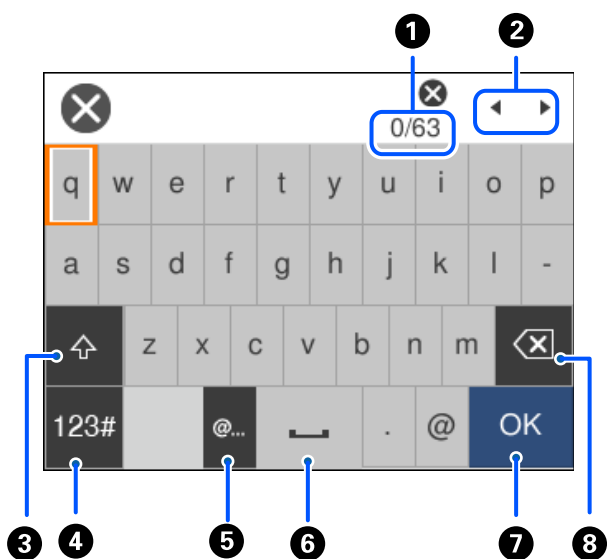 1 2
0/63
q w e r t y u i o p
a s d f g h j k l -
z x c v b n m
123# @... . @ OK
3 4 5 6 7 8